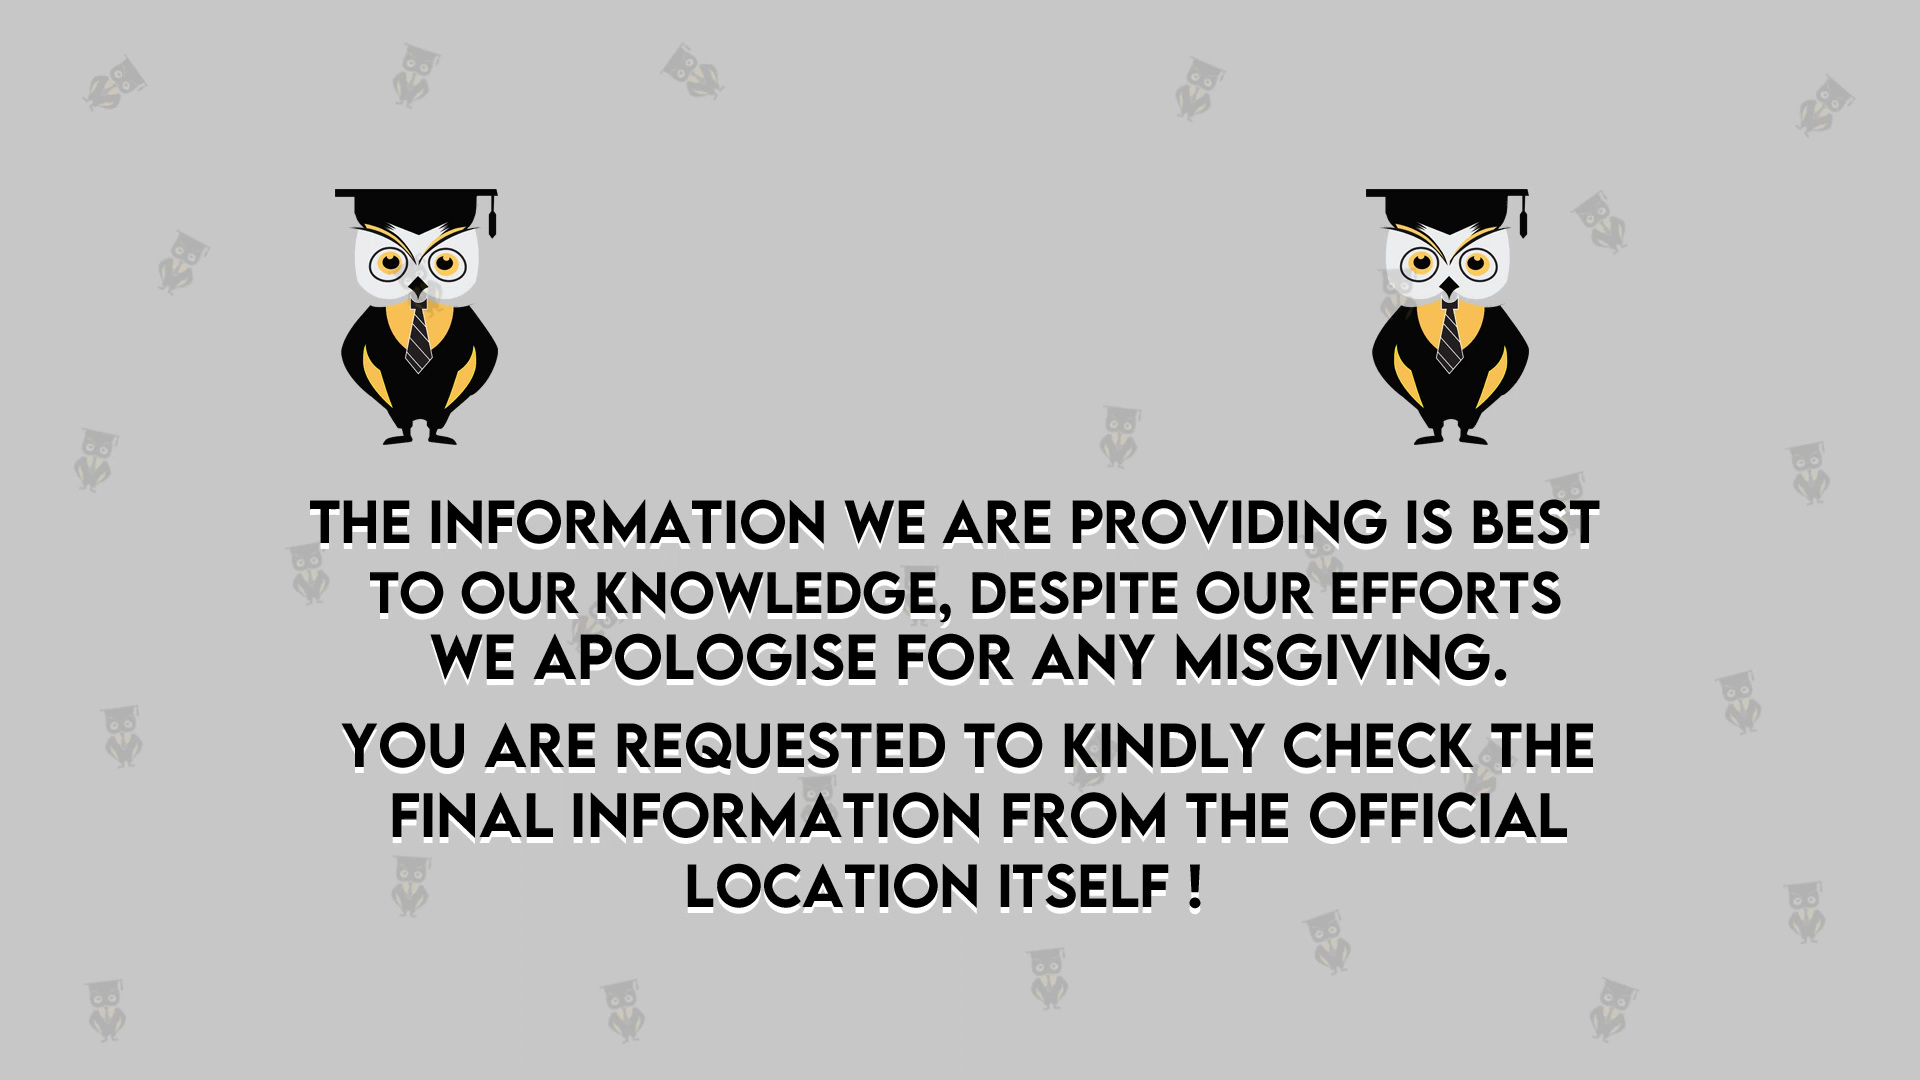 THE INFORMATION WE ARE PROVIDING IS BEST
TO OUR KNOWLEDGE, DESPITE OUR EFFORTS
WE APOLOGISE FOR ANY MISGIVING.
YOU ARE REQUESTED TO KINDLY CHECK THE
FINAL INFORMATION FROM THE OFFICIAL
LOCATION ITSELF !